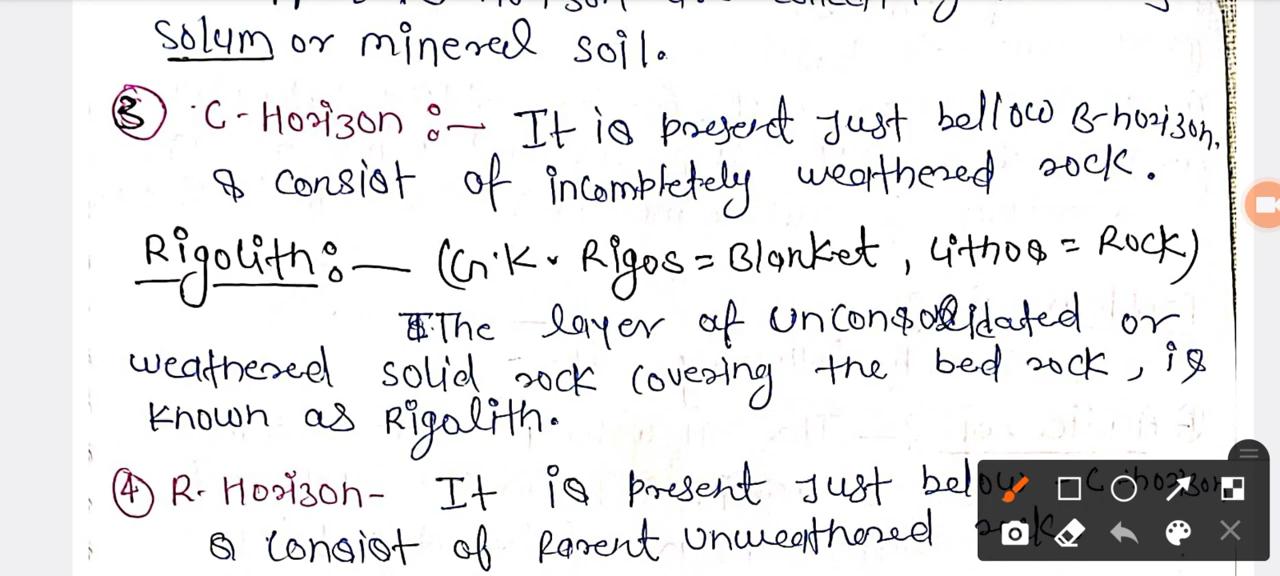 Solum or mineral soil.
③ C-Horizon :- It is present Just bellow B-horizon,
& consist of incompletely weathered rock.
Rigolith :- (Gr.K. Rigos = Blanket, Lithos = Rock)
The layer of unconsolidated or
weathered solid rock covering the bed rock, is
known as Rigolith.
④ R-Horizon- It is present Just below C-horizon
& consist of Parent unweathered rock